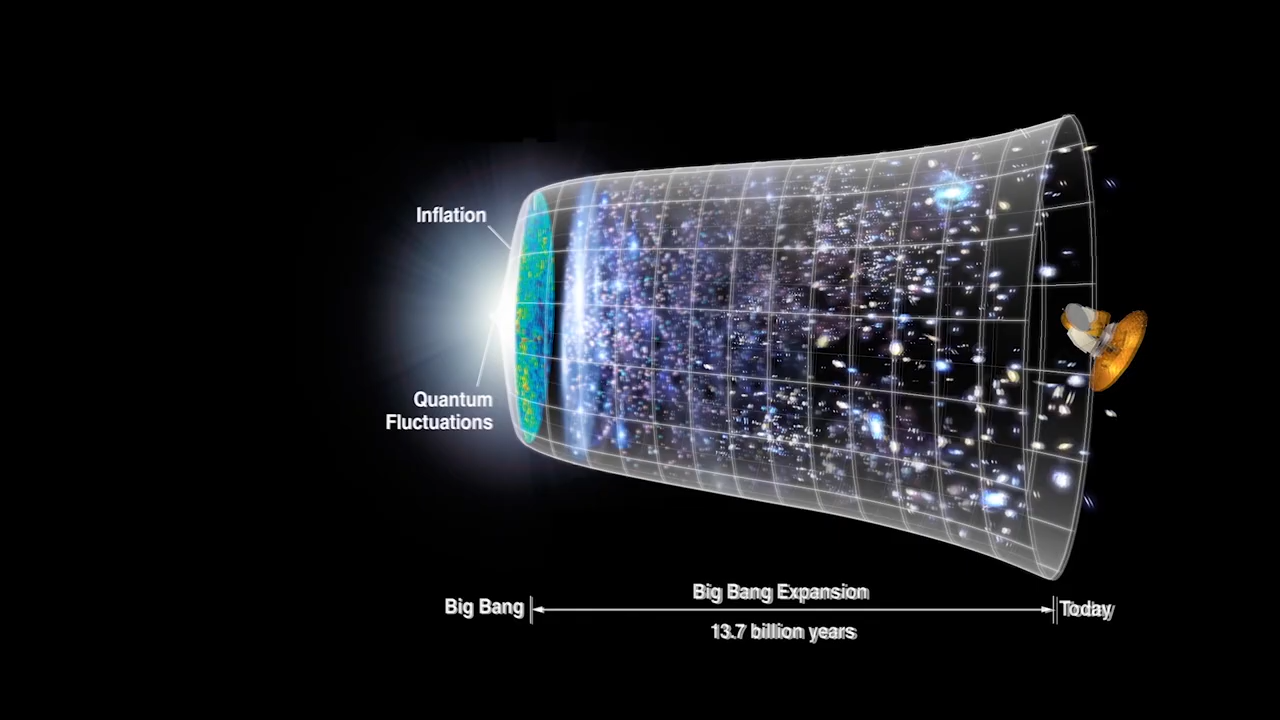 Inflation
Quantum
Fluctuations
Big Bang Expansion
Big Bang
Today
13.7 billion years